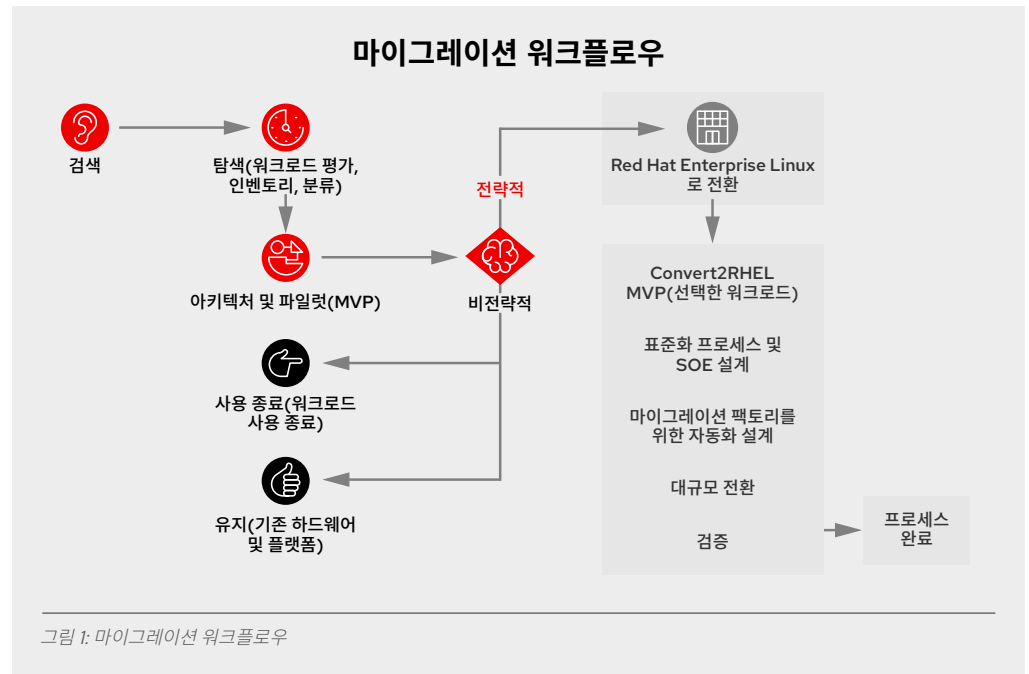 마이그레이션 워크플로우
검색
탐색(워크로드 평가,
인벤토리, 분류)
아키텍처 및 파일럿(MVP)
전략적
비전략적
사용 종료(워크로드
사용 종료)
유지(기존 하드웨어
및 플랫폼)
Red Hat Enterprise Linux
로 전환
Convert2RHEL
MVP(선택한 워크로드)
표준화 프로세스 및
SOE 설계
마이그레이션 팩토리를
위한 자동화 설계
대규모 전환
검증
프로세스
완료
그림 1: 마이그레이션 워크플로우